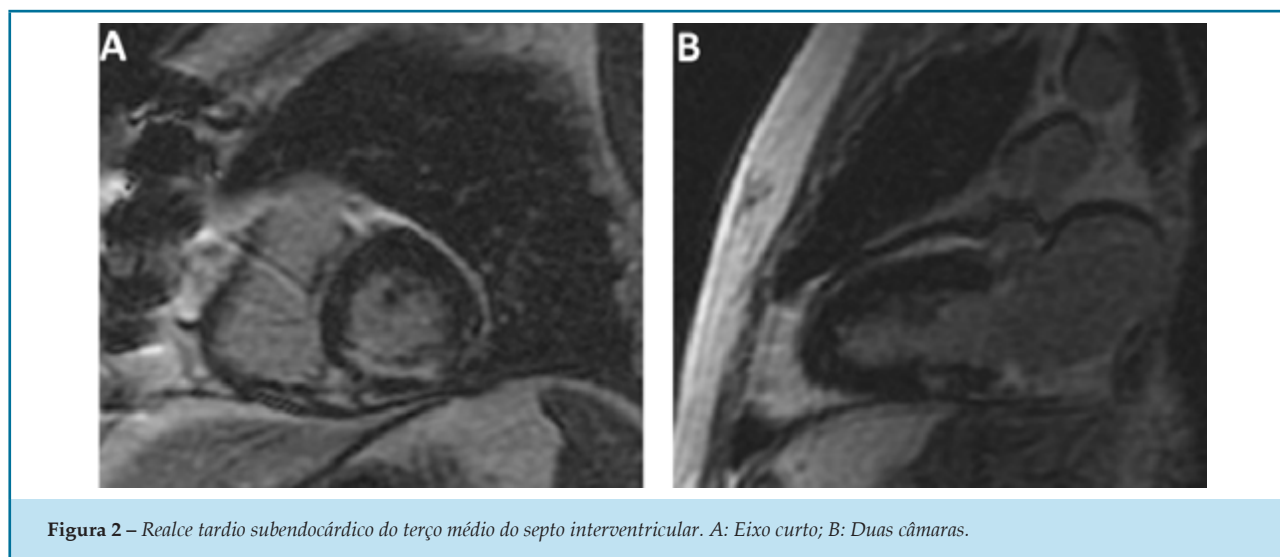 A
B
Figura 2 – Realce tardio subendocárdico do terço médio do septo interventricular. A: Eixo curto; B: Duas câmaras.